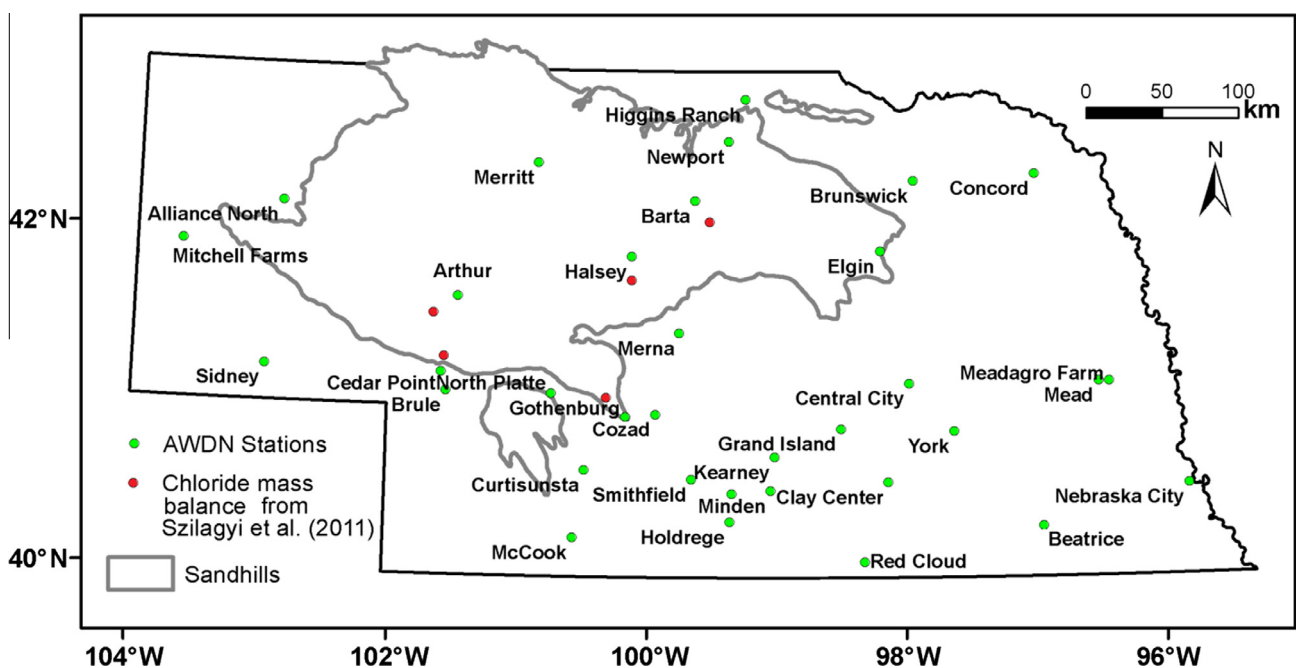 0 50 100
km
Higgins Ranch
N
Newport
Merritt
Brunswick
Concord
Alliance North
42°N
Barta
Mitchell Farms
Arthur
Halsey
Elgin
Merna
Sidney
Cedar Point
North Platte
Meadagro Farm
Brule
Mead
Gothenburg
Central City
Cozad
AWDN Stations
Grand Island
York
Kearney
Chloride mass
balance from
Szilagyi et al. (2011)
Curtisunsta
Smithfield
Clay Center
Nebraska City
Minden
Holdrege
Beatrice
McCook
40°N
Red Cloud
Sandhills
104°W 102°W 100°W 98°W 96°W